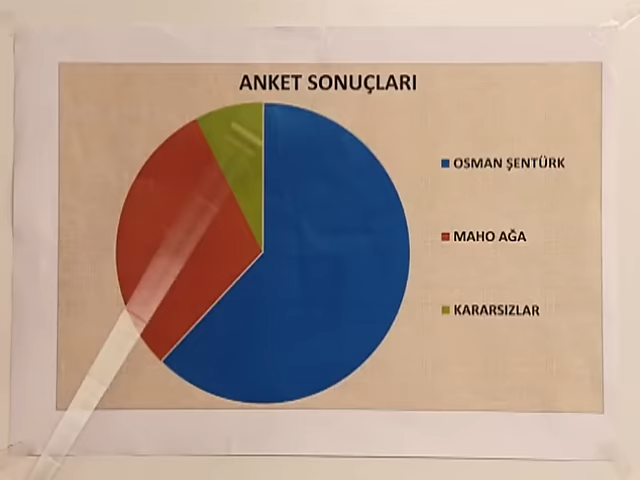 ANKET SONUÇLARI
OSMAN ŞENTÜRK
MAHO AĞA
KARARSIZLAR